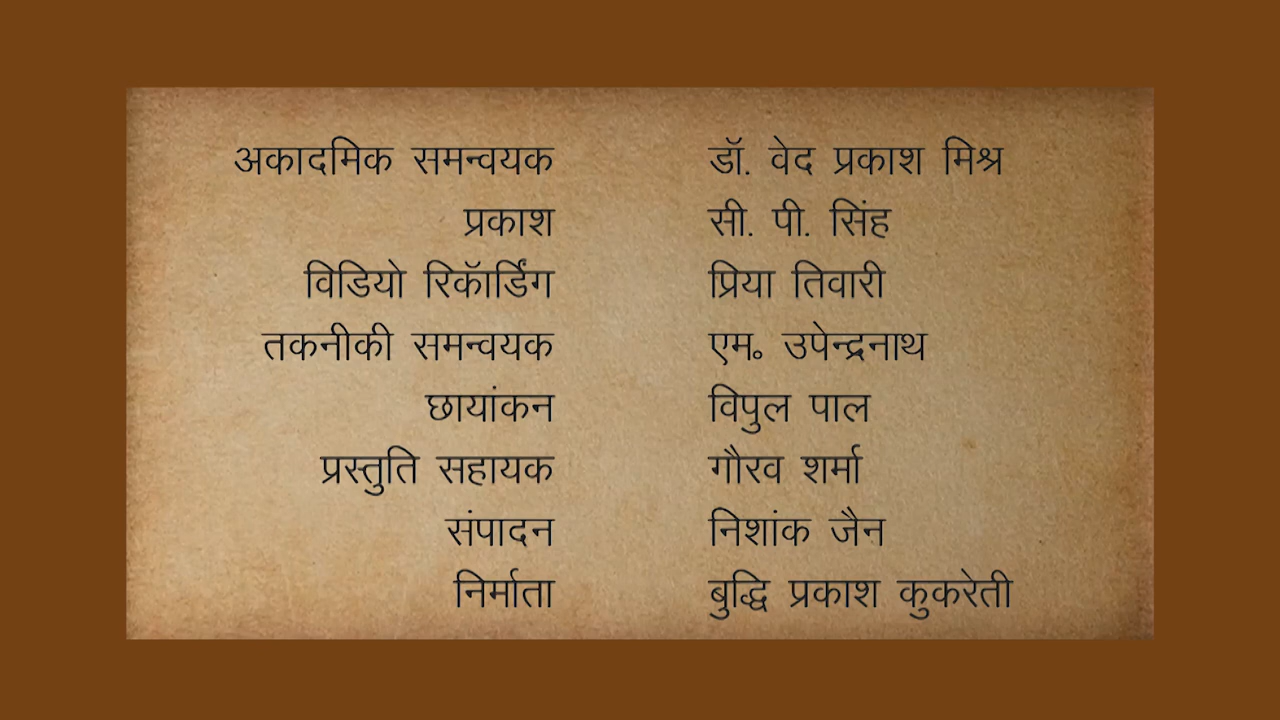 अकादमिक समन्वयक डॉ. वेद प्रकाश मिश्र
प्रकाश सी. पी. सिंह
विडियो रिकॅार्डिंग प्रिया तिवारी
तकनीकी समन्वयक एम॰ उपेन्द्रनाथ
छायांकन विपुल पाल
प्रस्तुति सहायक गौरव शर्मा
संपादन निशांक जैन
निर्माता बुद्धि प्रकाश कुकरेती